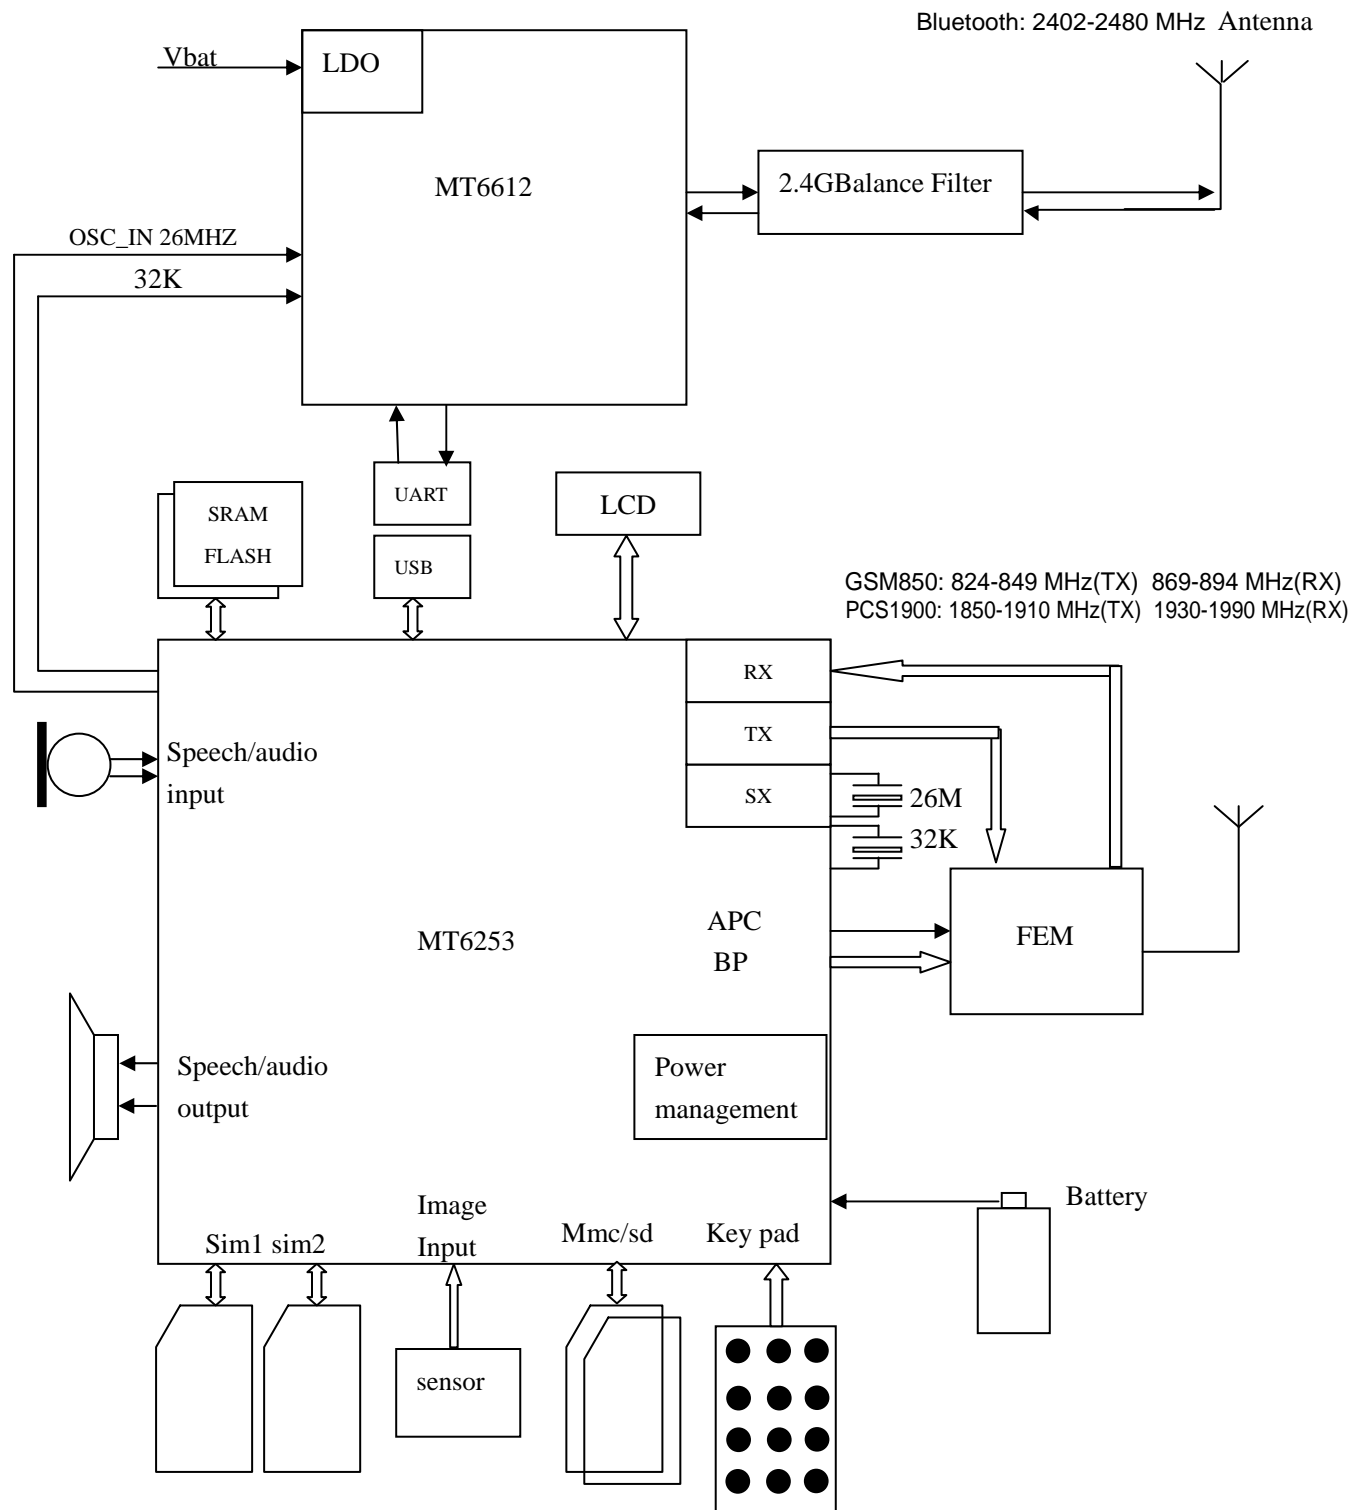 Bluetooth: 2402-2480 MHz Antenna
Vbat
LDO
MT6612
2.4GBalance Filter
OSC_IN 26MHZ
32K
UART
LCD
SRAM
FLASH
USB
GSM850: 824-849 MHz(TX) 869-894 MHz(RX)
PCS1900: 1850-1910 MHz(TX) 1930-1990 MHz(RX)
RX
TX
SX
26M
32K
Speech/audio
input
MT6253
APC
BP
FEM
Speech/audio
output
Power
management
Battery
Image
Input
Sim1 sim2
Mmc/sd
Key pad
sensor